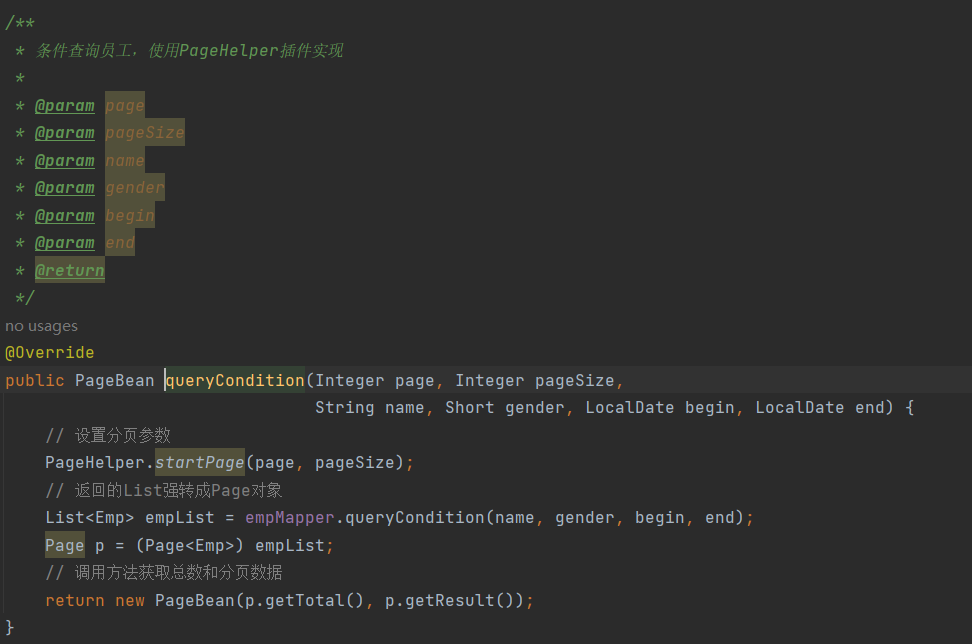 /**
 * 条件查询员工，使用PageHelper插件实现
 *
 * @param page
 * @param pageSize
 * @param name
 * @param gender
 * @param begin
 * @param end
 * @return
 */
no usages
@Override
public PageBean queryCondition(Integer page, Integer pageSize,
                               String name, Short gender, LocalDate begin, LocalDate end) {
    // 设置分页参数
    PageHelper.startPage(page, pageSize);
    // 返回的List强转成Page对象
    List<Emp> empList = empMapper.queryCondition(name, gender, begin, end);
    Page p = (Page<Emp>) empList;
    // 调用方法获取总数和分页数据
    return new PageBean(p.getTotal(), p.getResult());
}